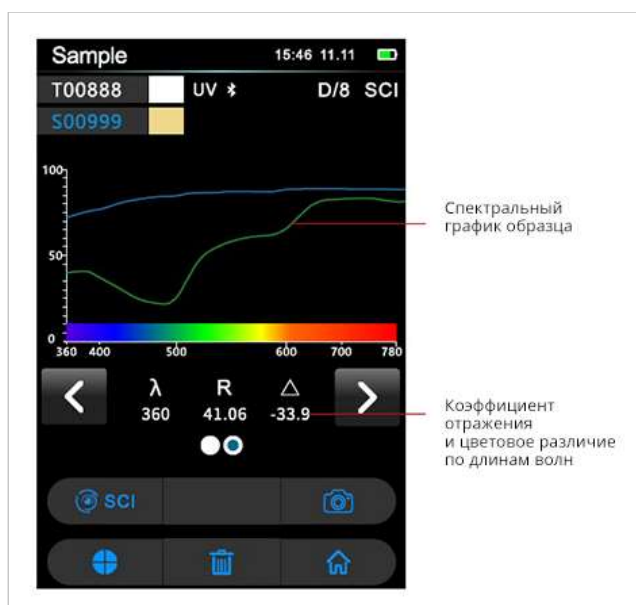 Sample 15:46 11.11
T00888 UV D/8 SCI
S00999
100
50
0
360 400 500 600 700 780
Спектральный
график образца
λ R △
360 41.06 -33.9
Коэффициент
отражения
и цветовое различие
по длинам волн
SCI